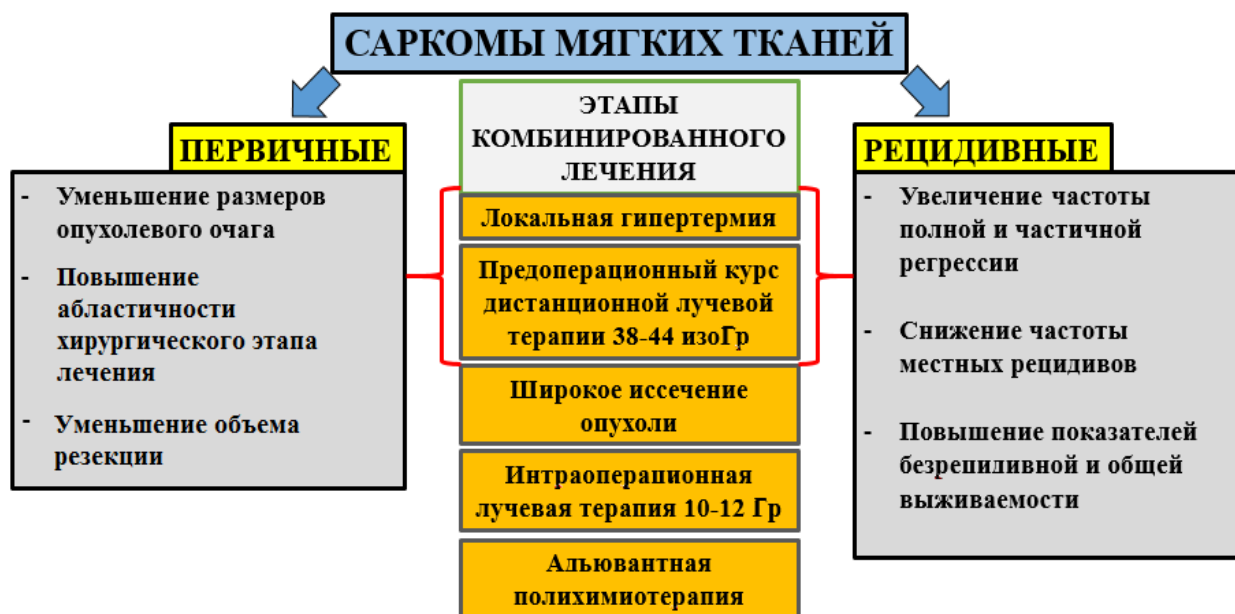 САРКОМЫ МЯГКИХ ТКАНЕЙ
ПЕРВИЧНЫЕ
- Уменьшение размеров
опухолевого очага
- Повышение
абластичности
хирургического этапа
лечения
- Уменьшение объема
резекции
ЭТАПЫ
КОМБИНИРОВАННОГО
ЛЕЧЕНИЯ
Локальная гипертермия
Предоперационный курс
дистанционной лучевой
терапии 38-44 изоГр
Широкое иссечение
опухоли
Интраоперационная
лучевая терапия 10-12 Гр
Адьювантная
полихимиотерапия
РЕЦИДИВНЫЕ
- Увеличение частоты
полной и частичной
регрессии
- Снижение частоты
местных рецидивов
- Повышение показателей
безрецидивной и общей
выживаемости